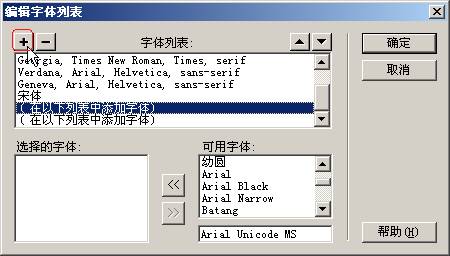 编辑字体列表
字体列表:
Georgia, Times New Roman, Times, serif
Verdana, Arial, Helvetica, sans-serif
Geneva, Arial, Helvetica, sans-serif
宋体
(在以下列表中添加字体)
(在以下列表中添加字体)
确定
取消
选择的字体:
可用字体:
幼圆
Arial
Arial Black
Arial Narrow
Batang
Arial Unicode MS
帮助(H)